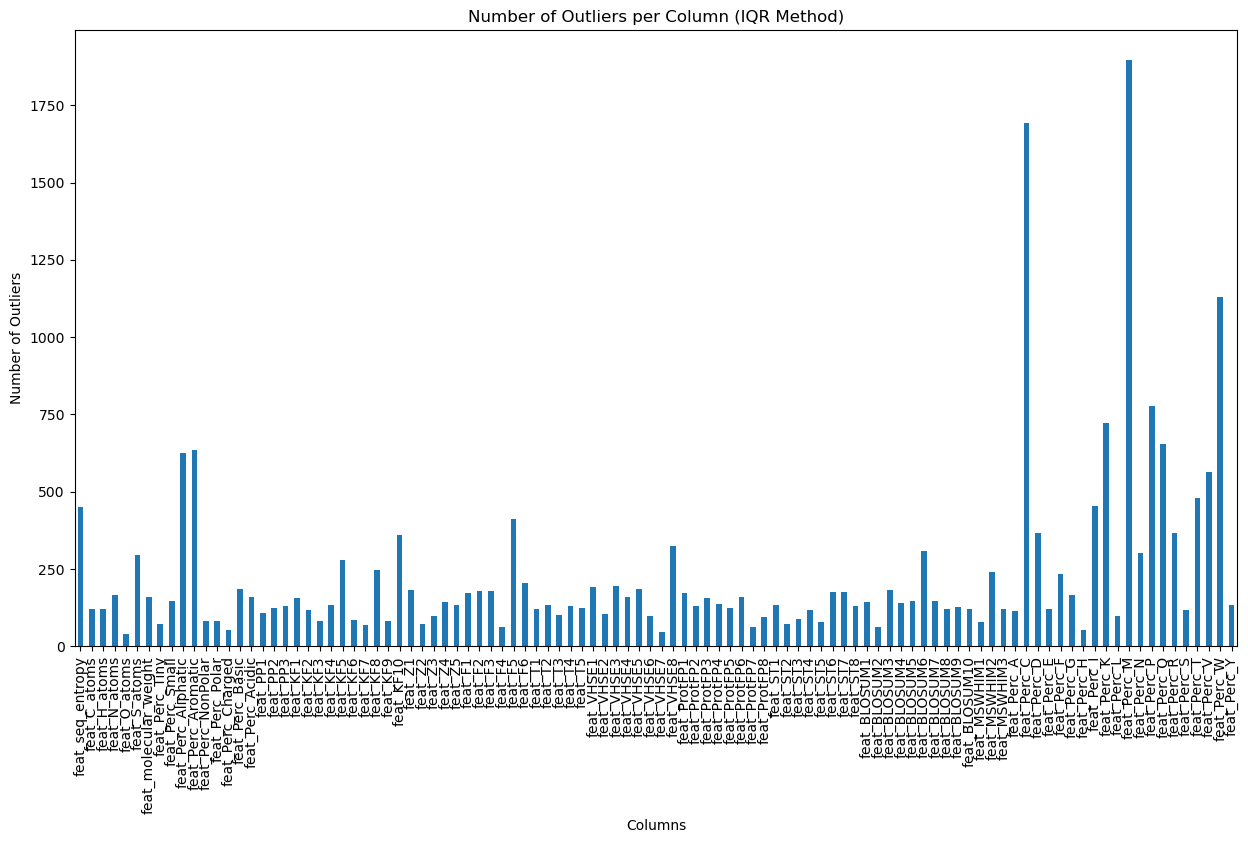 Number of Outliers per Column (IQR Method)
Number of Outliers
1750
1500
1250
1000
750
500
250
0
feat_seq_entropy
feat_C_atoms
feat_H_atoms
feat_N_atoms
feat_O_atoms
feat_S_atoms
feat_molecular_weight
feat_Perc_Tiny
feat_Perc_Small
feat_Perc_Aliphatic
feat_Perc_Aromatic
feat_Perc_NonPolar
feat_Perc_Polar
feat_Perc_Charged
feat_Perc_Basic
feat_Perc_Acidic
feat_PP1
feat_PP2
feat_PP3
feat_KF1
feat_KF2
feat_KF3
feat_KF4
feat_KF5
feat_KF6
feat_KF7
feat_KF8
feat_KF9
feat_KF10
feat_Z1
feat_Z2
feat_Z3
feat_Z4
feat_Z5
feat_F1
feat_F2
feat_F3
feat_F4
feat_F5
feat_F6
feat_T1
feat_T2
feat_T3
feat_T4
feat_T5
feat_VHSE1
feat_VHSE2
feat_VHSE3
feat_VHSE4
feat_VHSE5
feat_VHSE6
feat_VHSE7
feat_VHSE8
feat_ProtFP1
feat_ProtFP2
feat_ProtFP3
feat_ProtFP4
feat_ProtFP5
feat_ProtFP6
feat_ProtFP7
feat_ProtFP8
feat_ST1
feat_ST2
feat_ST3
feat_ST4
feat_ST5
feat_ST6
feat_ST7
feat_ST8
feat_BLOSUM1
feat_BLOSUM2
feat_BLOSUM3
feat_BLOSUM4
feat_BLOSUM5
feat_BLOSUM6
feat_BLOSUM7
feat_BLOSUM8
feat_BLOSUM9
feat_BLOSUM10
feat_MSWHIM1
feat_MSWHIM2
feat_MSWHIM3
feat_Perc_A
feat_Perc_C
feat_Perc_D
feat_Perc_E
feat_Perc_F
feat_Perc_G
feat_Perc_H
feat_Perc_I
feat_Perc_K
feat_Perc_L
feat_Perc_M
feat_Perc_N
feat_Perc_P
feat_Perc_Q
feat_Perc_R
feat_Perc_S
feat_Perc_T
feat_Perc_V
feat_Perc_W
feat_Perc_Y
Columns